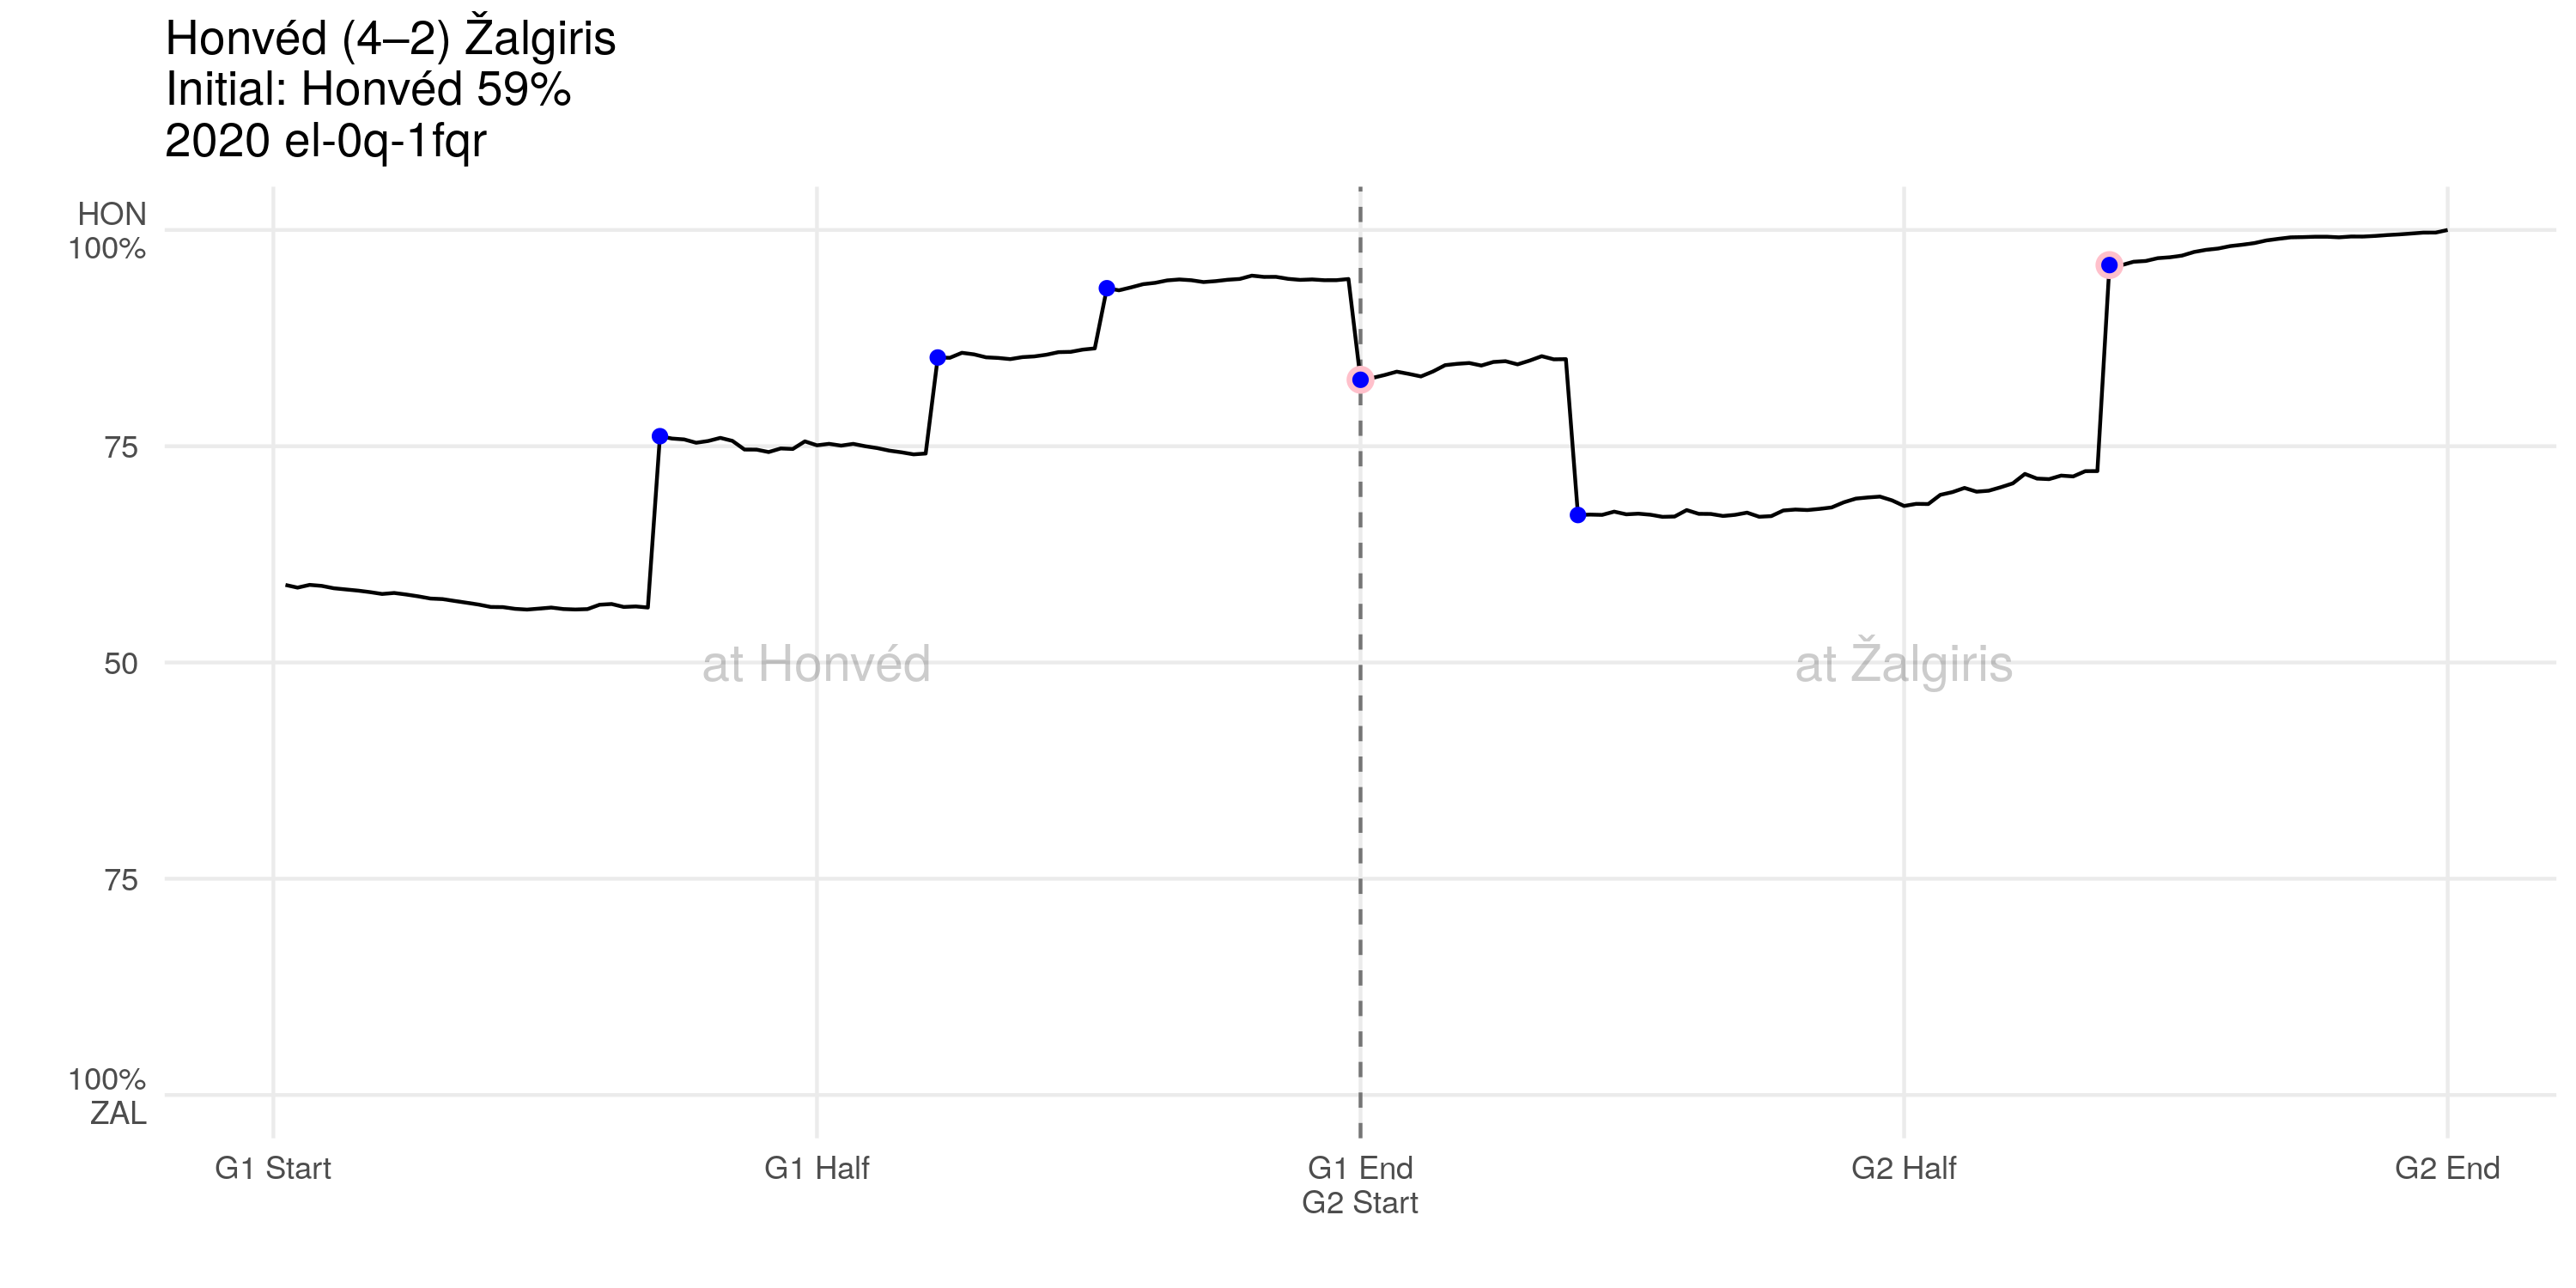 Honvéd (4–2) Žalgiris
Initial: Honvéd 59%
2020 el-0q-1fqr
HON
100%
75
50
75
100%
ZAL
at Honvéd
at Žalgiris
G1 Start
G1 Half
G1 End
G2 Start
G2 Half
G2 End